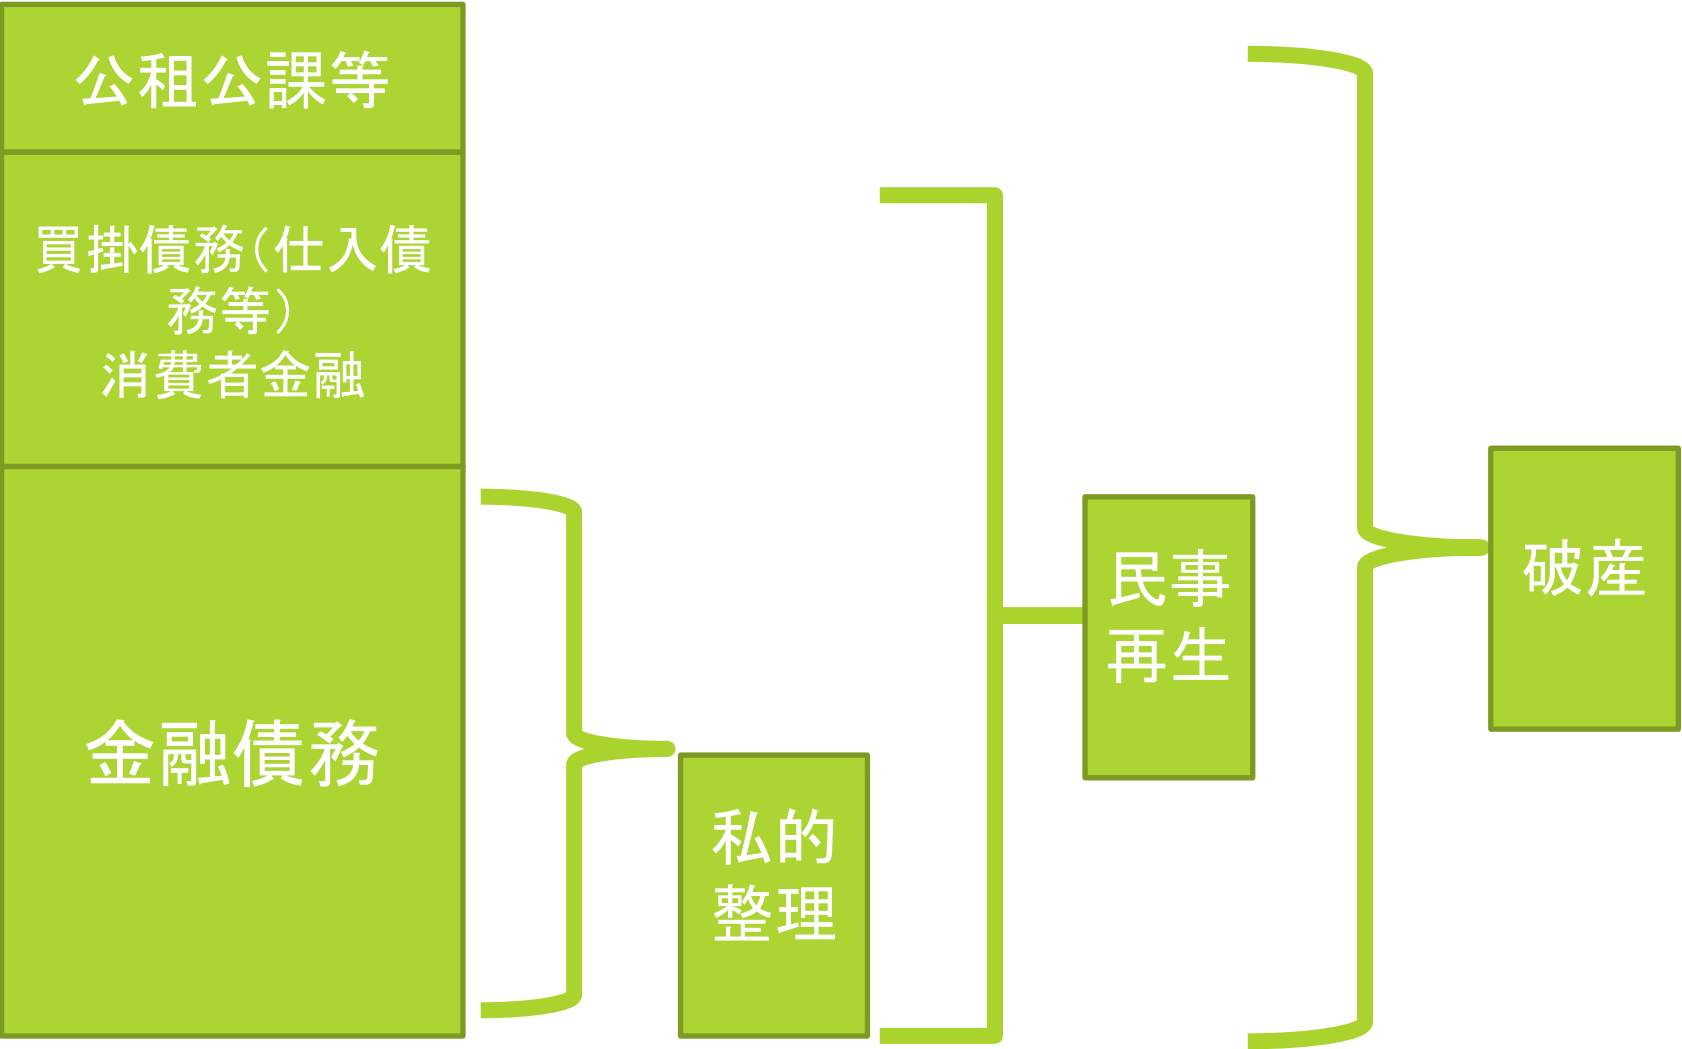 公租公課等
買掛債務（仕入債
務等）
消費者金融
金融債務
私的
整理
民事
再生
破産